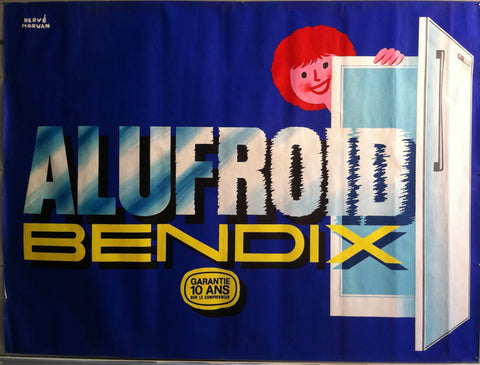 HERVÉ
MORVAN
ALUFROID
BENDIX
GARANTIE
10 ANS
SUR LE COMPRESSEUR